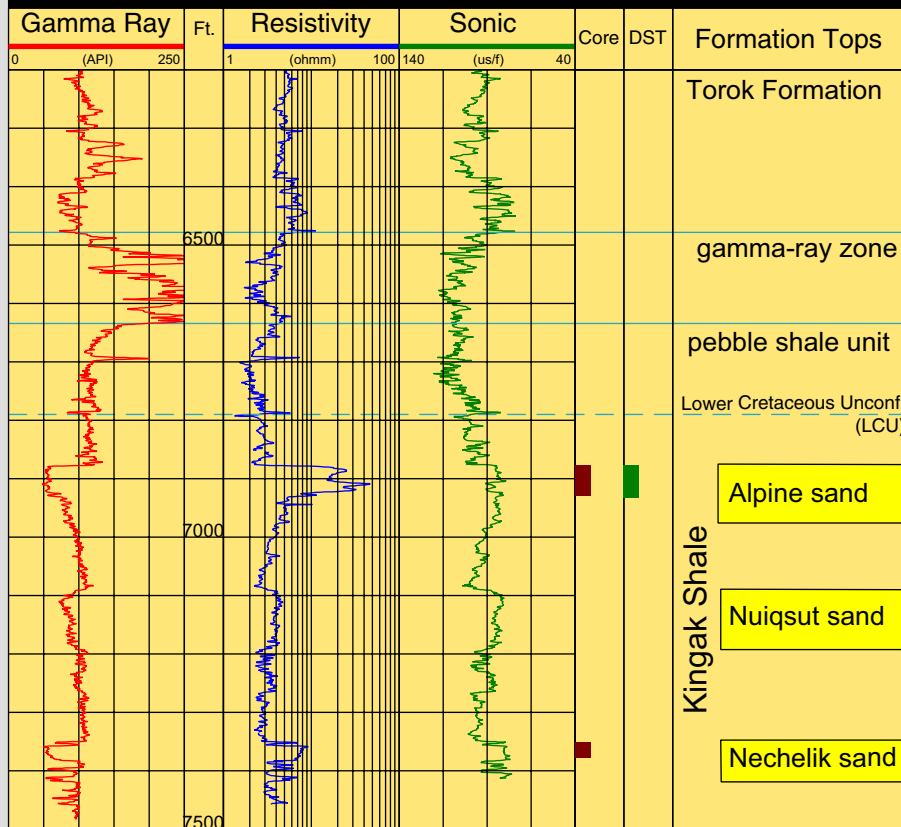 Gamma Ray Ft. Resistivity Sonic Core DST Formation Tops
0 (API) 250 1 (ohmm) 100 140 (us/f) 40
Torok Formation
6500
gamma-ray zone
pebble shale unit
Lower Cretaceous Unconf
(LCU)
Alpine sand
7000
Kingak Shale
Nuiqsut sand
Nechelik sand
7500